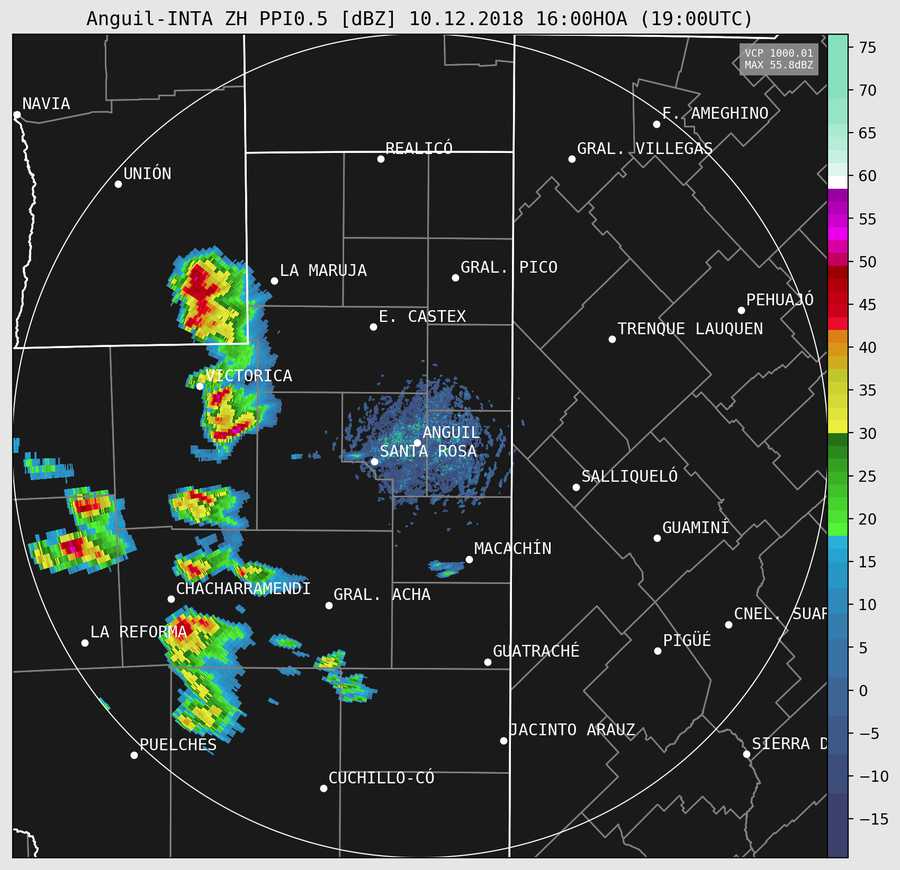 Anguil-INTA ZH PPI0.5 [dBZ] 10.12.2018 16:00HOA (19:00UTC)
VCP 1000.01
MAX 55.8dBZ
NAVIA
F. AMEGHINO
REALICÓ
GRAL. VILLEGAS
UNIÓN
LA MARUJA
GRAL. PICO
PEHUAJÓ
E. CASTEX
TRENQUE LAUQUEN
VICTORICA
ANGUIL
SANTA ROSA
SALLIQUELÓ
GUAMINÍ
MACACHÍN
CHACHARRAMENDI
GRAL. ACHA
CNEL. SUAR
LA REFORMA
PIGÜÉ
GUATRACHÉ
JACINTO ARAUZ
PUELCHES
SIERRA D
CUCHILLO-CÓ
75
70
65
60
55
50
45
40
35
30
25
20
15
10
5
0
−5
−10
−15